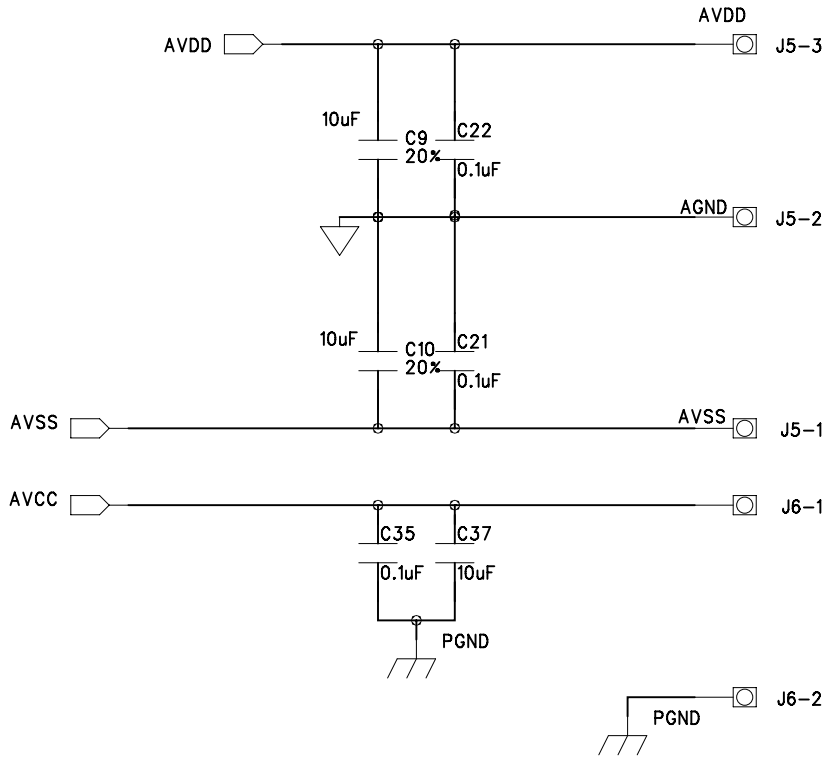 AVDD
AVDD
J5-3
10uF
C9
20%
C22
0.1uF
AGND
J5-2
10uF
C10
20%
C21
0.1uF
AVSS
AVSS
J5-1
AVCC
J6-1
C35
0.1uF
C37
10uF
PGND
J6-2
PGND